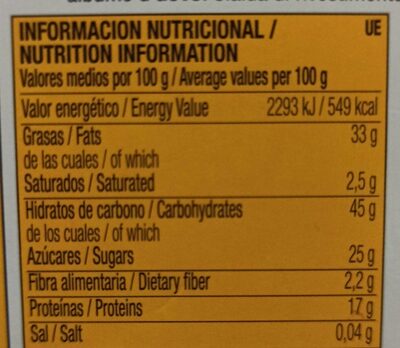 INFORMACION NUTRICIONAL / UE
NUTRITION INFORMATION
Valores medios por 100 g / Average values per 100 g
Valor energético / Energy Value 2293 kJ / 549 kcal
Grasas / Fats 33 g
de las cuales / of which
Saturados / Saturated 2,5 g
Hidratos de carbono / Carbohydrates 45 g
de los cuales / of which
Azúcares / Sugars 25 g
Fibra alimentaria / Dietary fiber 2,2 g
Proteínas / Proteins 17 g
Sal / Salt 0,04 g